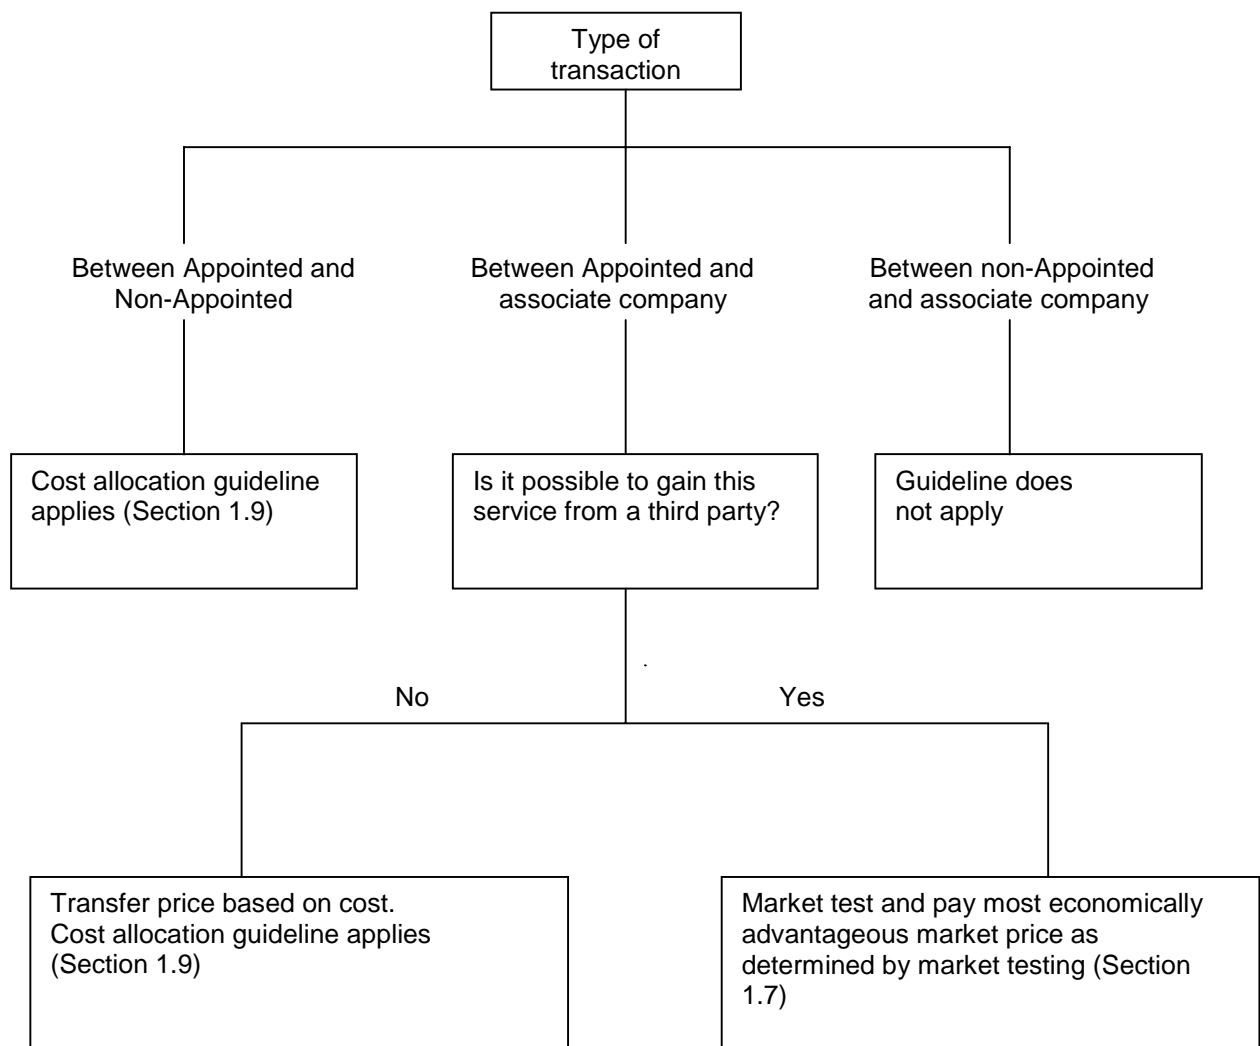 Type of
transaction
Between Appointed and
Non-Appointed
Between Appointed and
associate company
Between non-Appointed
and associate company
Cost allocation guideline
applies (Section 1.9)
Is it possible to gain this
service from a third party?
Guideline does
not apply
No
Yes
Transfer price based on cost.
Cost allocation guideline applies
(Section 1.9)
Market test and pay most economically
advantageous market price as
determined by market testing (Section
1.7)